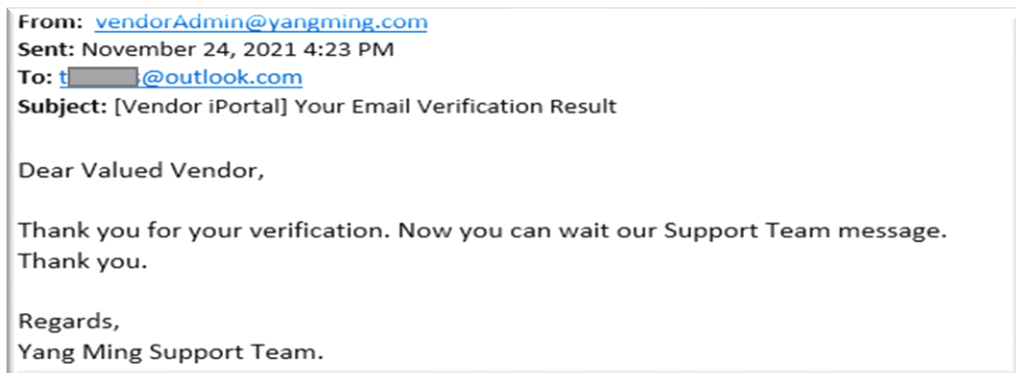 From: vendorAdmin@yangming.com
Sent: November 24, 2021 4:23 PM
To: t s@outlook.com
Subject: [Vendor iPortal] Your Email Verification Result
Dear Valued Vendor,
Thank you for your verification. Now you can wait our Support Team message.
Thank you.
Regards,
Yang Ming Support Team.